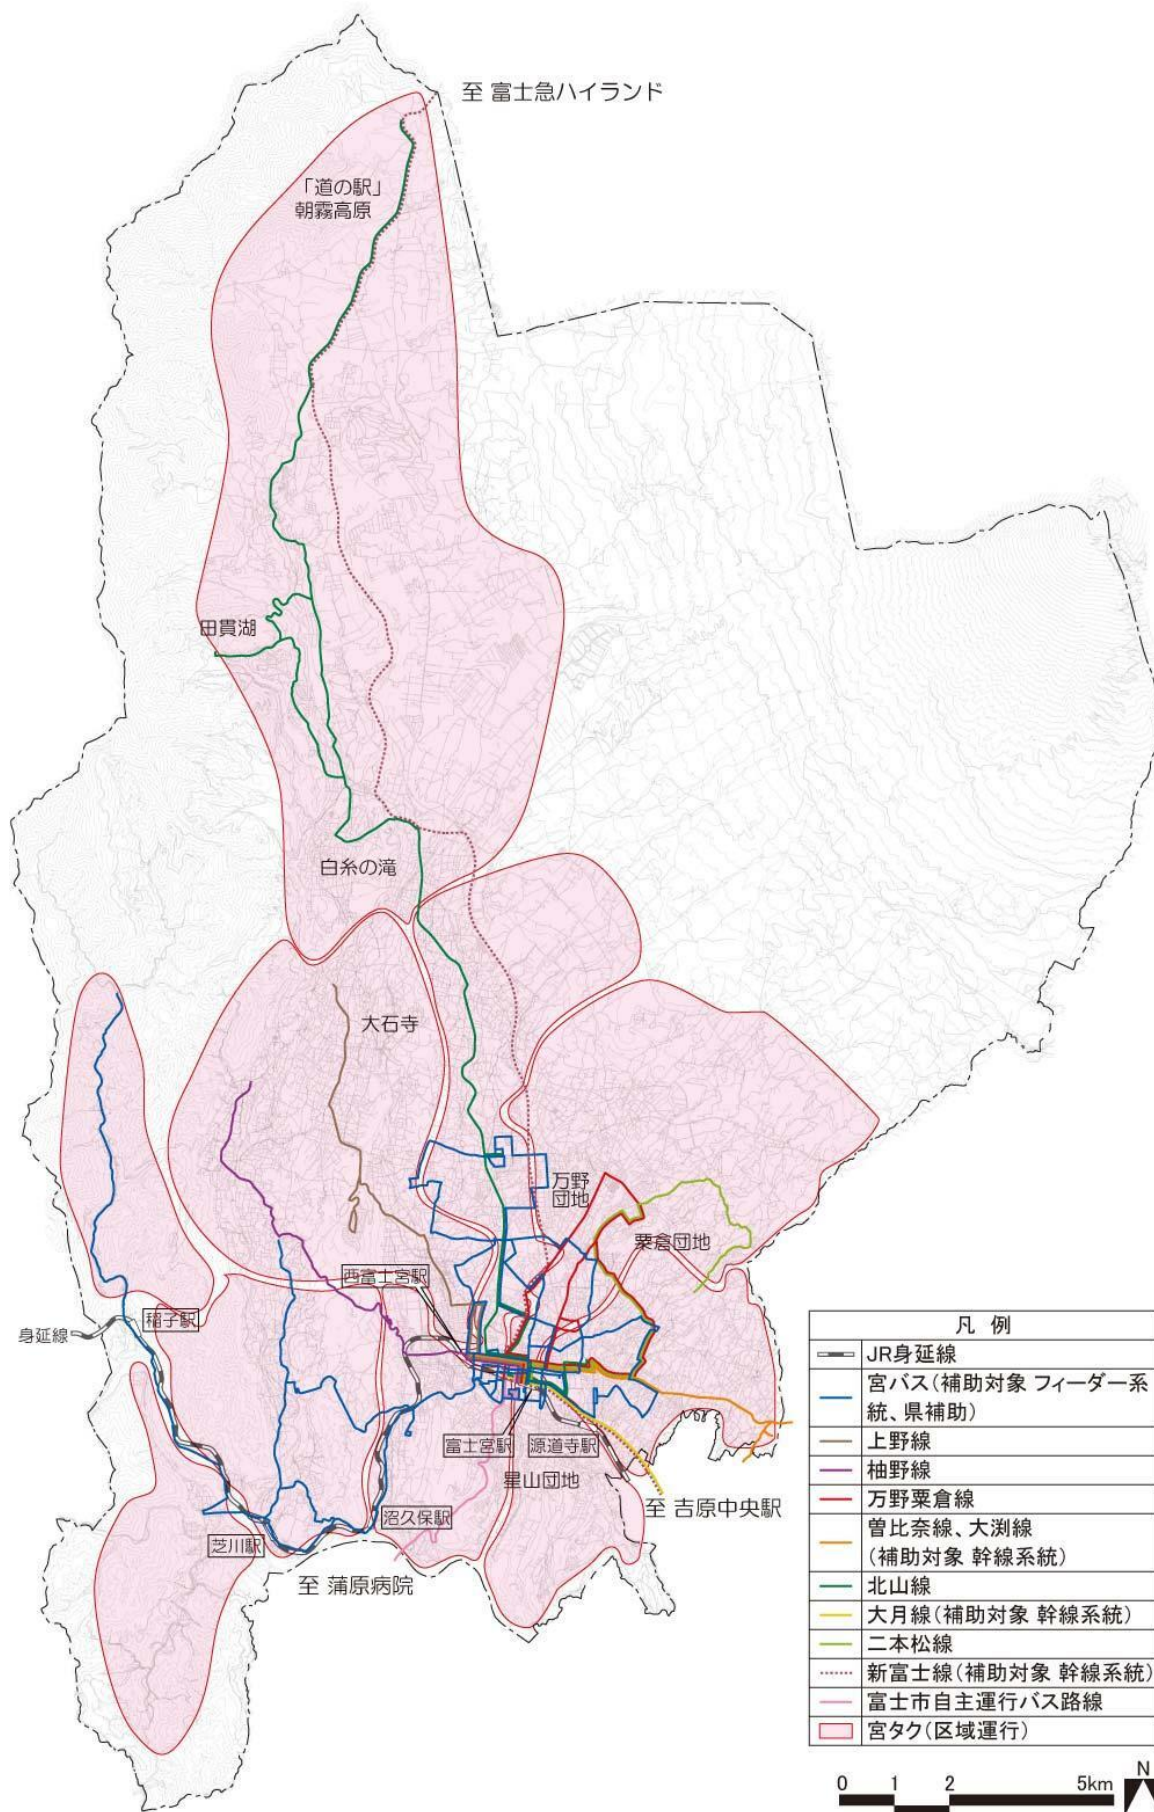 至 富士急ハイランド
「道の駅」
朝霧高原
田貫湖
白糸の滝
大石寺
万野
団地
粟倉団地
西富士宮駅
稲子駅
身延線
富士宮駅
源道寺駅
星山団地
至 吉原中央駅
沼久保駅
芝川駅
至 蒲原病院
凡 例
JR身延線
宮バス(補助対象 フィーダー系
統、県補助)
上野線
柚野線
万野粟倉線
曽比奈線、大渕線
(補助対象 幹線系統)
北山線
大月線(補助対象 幹線系統)
二本松線
新富士線(補助対象 幹線系統)
富士市自主運行バス路線
宮タク(区域運行)
0 1 2 5km
N